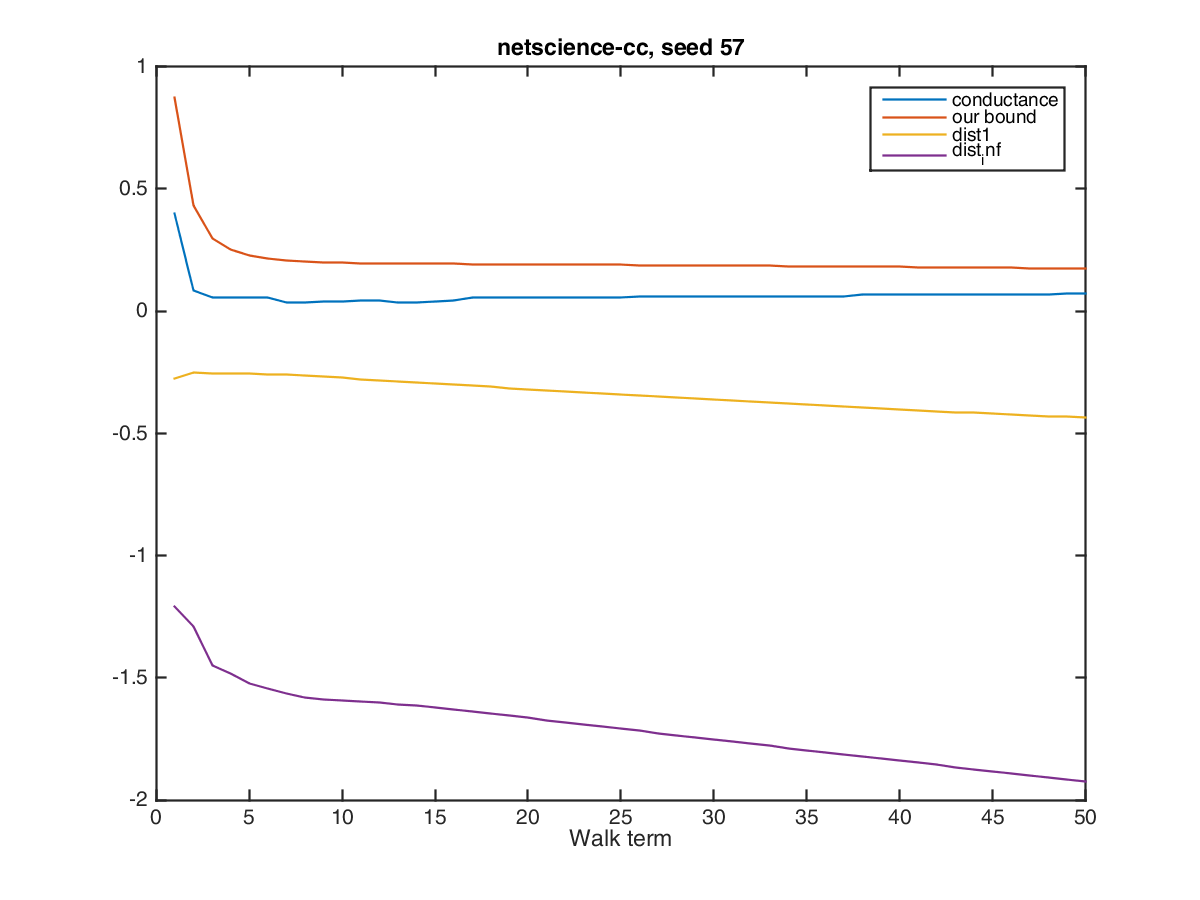 netscience-cc, seed 57
1
0.5
0
-0.5
-1
-1.5
-2
conductance
our bound
dist1
dist_inf
0 5 10 15 20 25 30 35 40 45 50
Walk term